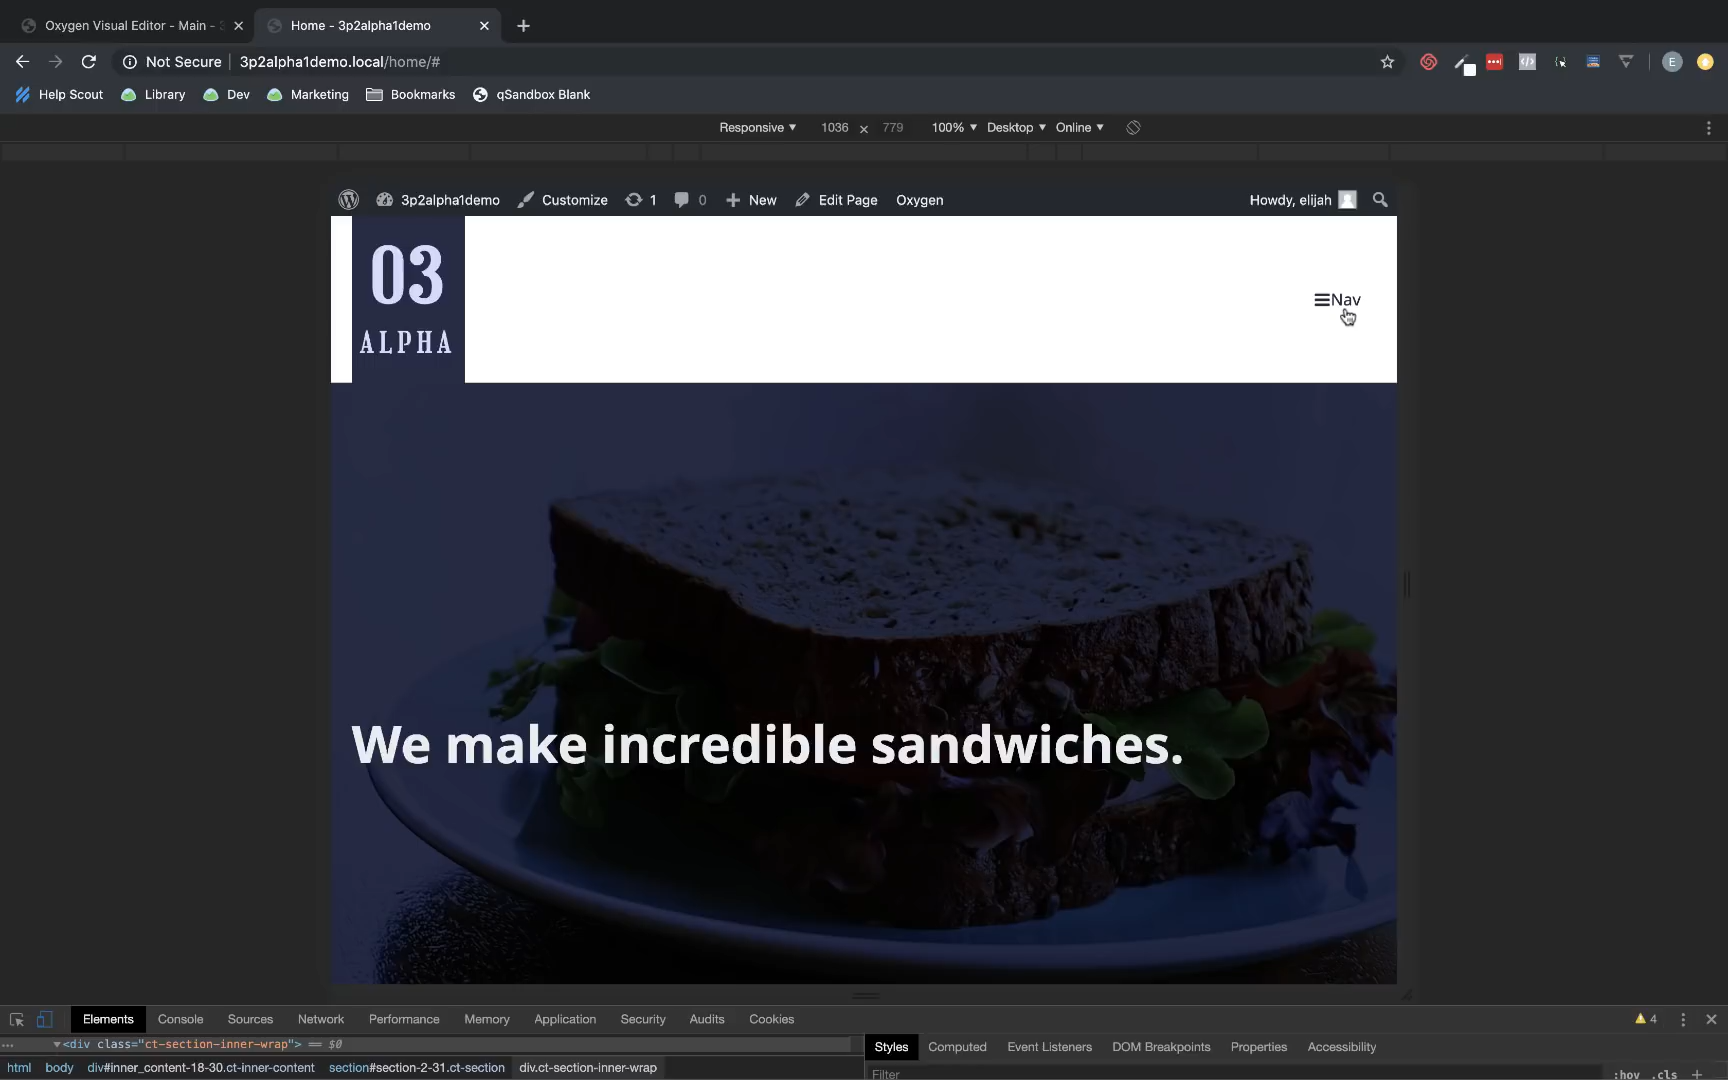 Oxygen Visual Editor - Main -
Home - 3p2alpha1demo
Not Secure | 3p2alpha1demo.local/home/#
E
Help Scout Library Dev Marketing Bookmarks qSandbox Blank
Responsive 1036 x 779 100% Desktop Online
3p2alpha1demo Customize 1 0 New Edit Page Oxygen Howdy, elijah
03
ALPHA
Nav
We make incredible sandwiches.
Elements Console Sources Network Performance Memory Application Security Audits Cookies 4
... <div class="ct-section-inner-wrap"> == $0
Styles Computed Event Listeners DOM Breakpoints Properties Accessibility
html body div#inner_content-18-30.ct-inner-content section#section-2-31.ct-section div.ct-section-inner-wrap
Filter :hov .cls +